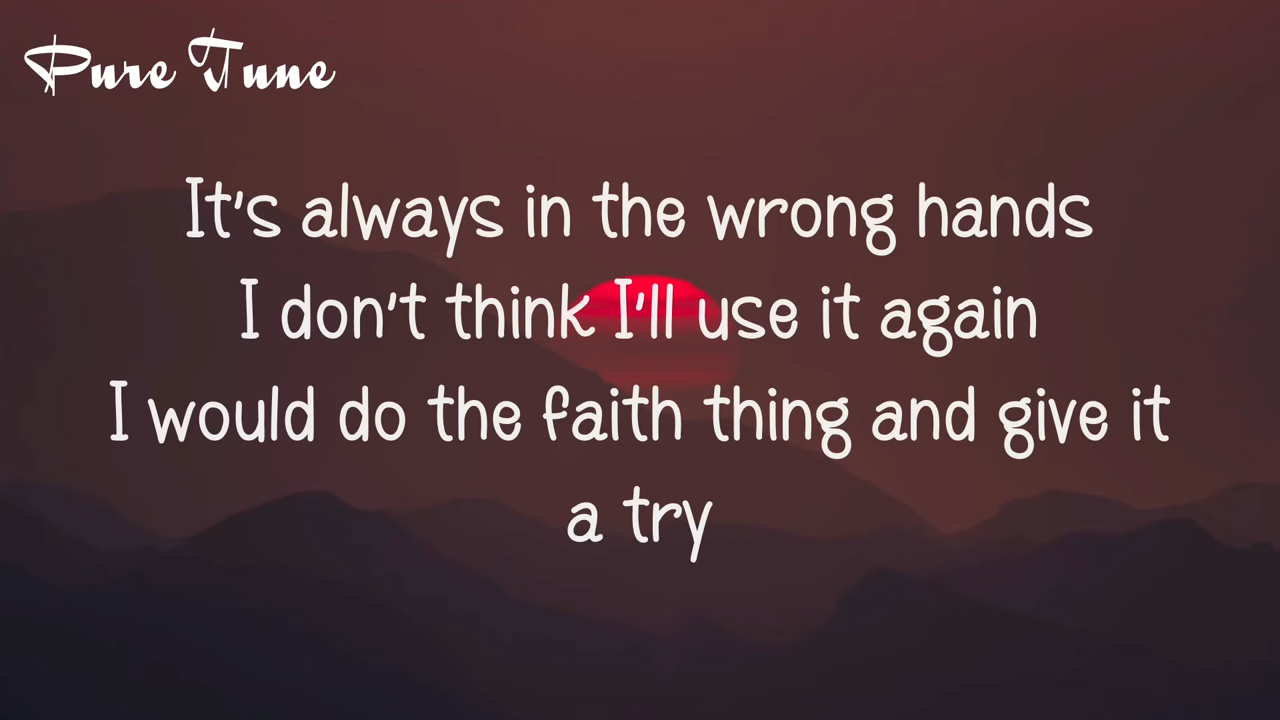 Pure Tune
It's always in the wrong hands
I don't think I'll use it again
I would do the faith thing and give it
a try